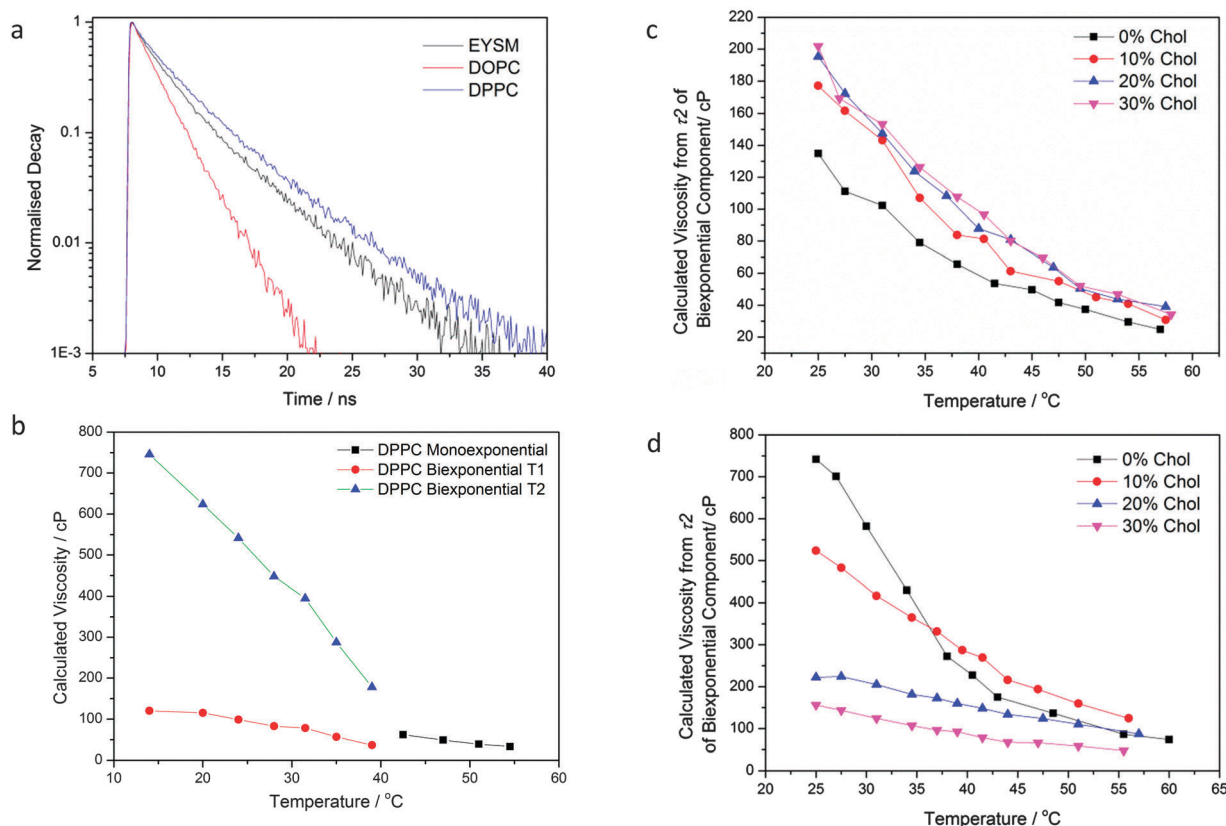 a
EYSM
DOPC
DPPC
1
0.1
0.01
1E-3
Normalised Decay
5 10 15 20 25 30 35 40
Time / ns
b
DPPC Monoexponential
DPPC Biexponential T1
DPPC Biexponential T2
800
700
600
500
400
300
200
100
0
Calculated Viscosity / cP
10 20 30 40 50 60
Temperature / °C
c
0% Chol
10% Chol
20% Chol
30% Chol
220
200
180
160
140
120
100
80
60
40
20
Calculated Viscosity from τ2 of
Biexponential Component/ cP
20 25 30 35 40 45 50 55 60
Temperature / °C
d
0% Chol
10% Chol
20% Chol
30% Chol
800
700
600
500
400
300
200
100
0
Calculated Viscosity from τ2
of Biexponential Component/ cP
20 25 30 35 40 45 50 55 60 65
Temperature / °C